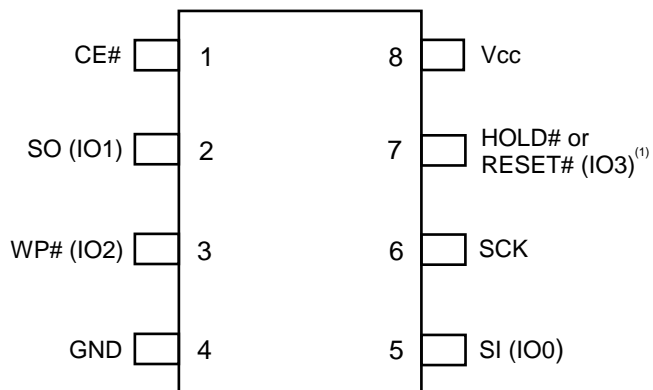 CE# 1 8 Vcc
SO (IO1) 2 7 HOLD# or
RESET# (IO3)(1)
WP# (IO2) 3 6 SCK
GND 4 5 SI (IO0)